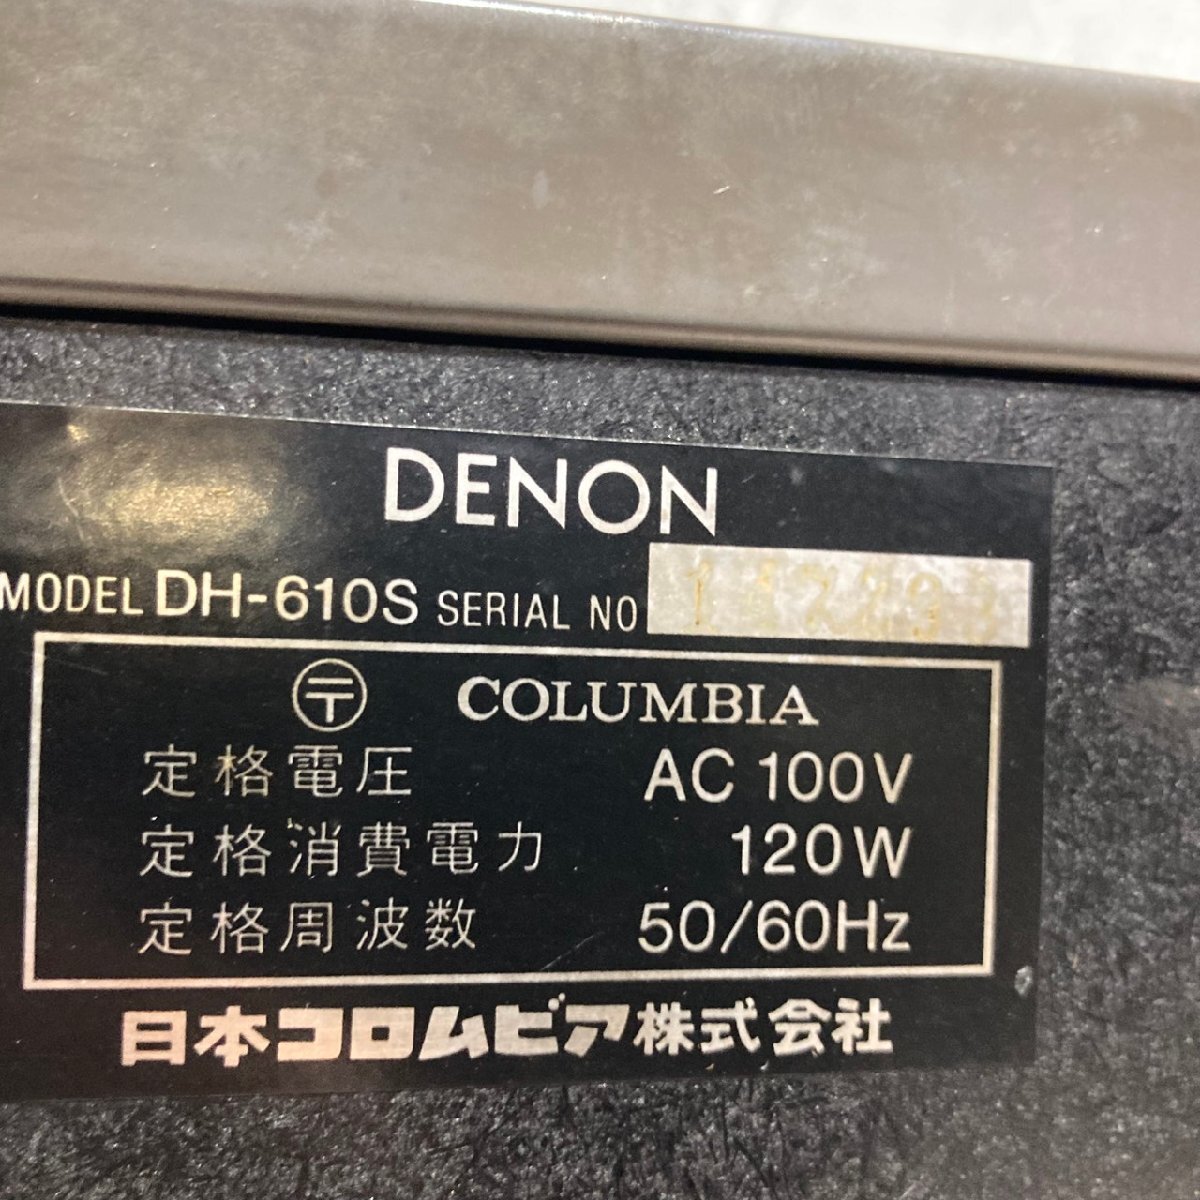 DENON
MODEL DH-610S SERIAL NO
〒 COLUMBIA
定格電圧 AC 100V
定格消費電力 120W
定格周波数 50/60Hz
日本コロムビア株式会社